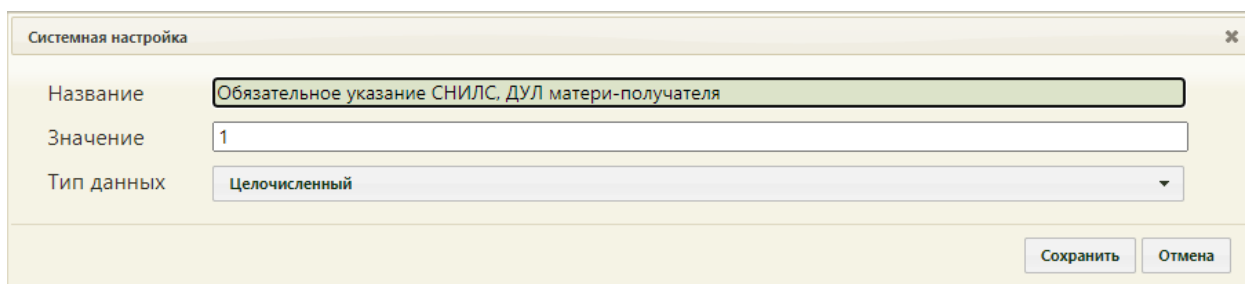 Системная настройка
Название Обязательное указание СНИЛС, ДУЛ матери-получателя
Значение 1
Тип данных Целочисленный
Сохранить Отмена